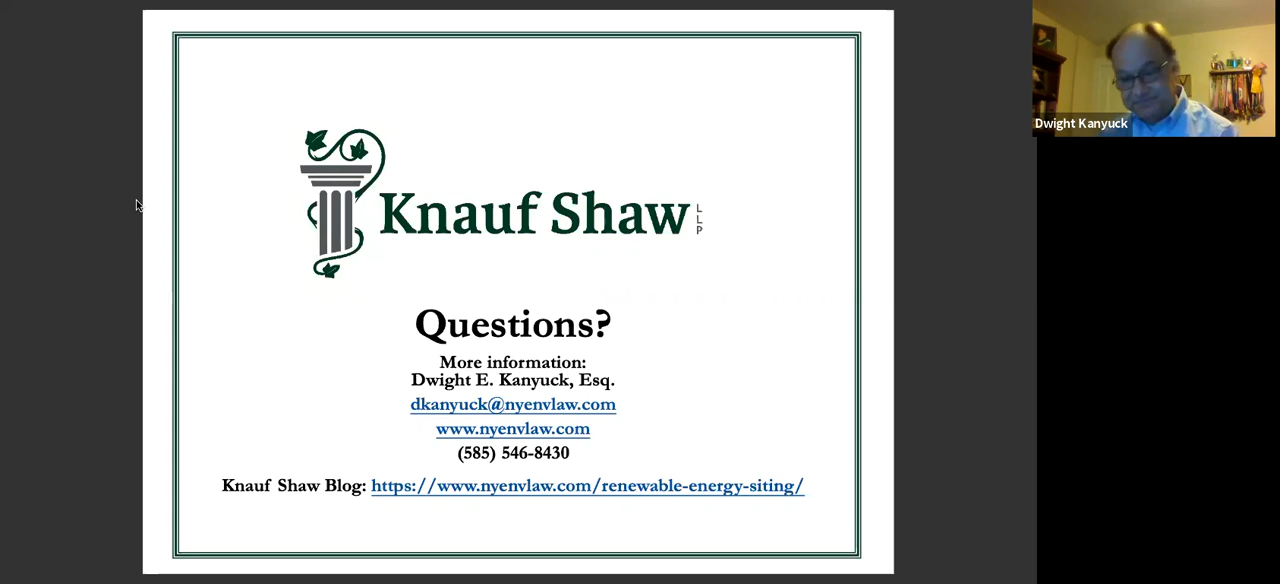 Knauf Shaw LLP
Questions?
More information:
Dwight E. Kanyuck, Esq.
dkanyuck@nyenvlaw.com
www.nyenvlaw.com
(585) 546-8430
Knauf Shaw Blog: https://www.nyenvlaw.com/renewable-energy-siting/
Dwight Kanyuck